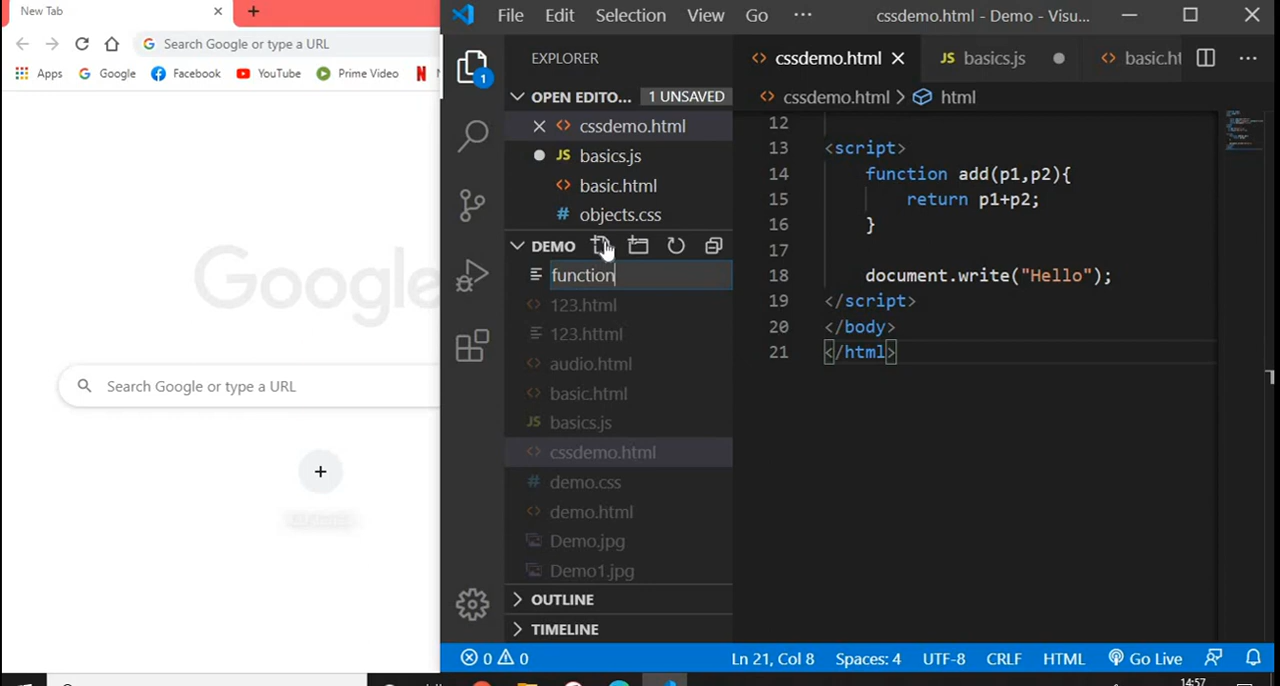 New Tab
Search Google or type a URL
Apps
Google
Facebook
YouTube
Prime Video
Google
Search Google or type a URL
File Edit Selection View Go ···
cssdemo.html - Demo - Visu...
EXPLORER
OPEN EDITO... 1 UNSAVED
cssdemo.html
JS basics.js
basic.html
# objects.css
DEMO
function
123.html
123.httml
audio.html
basic.html
JS basics.js
cssdemo.html
# demo.css
demo.html
Demo.jpg
Demo1.jpg
OUTLINE
TIMELINE
cssdemo.html
JS basics.js
basic.ht
cssdemo.html > html
12
13 <script>
14 function add(p1,p2){
15 return p1+p2;
16 }
17
18 document.write("Hello");
19 </script>
20 </body>
21 </html>
0 0
Ln 21, Col 8 Spaces: 4 UTF-8 CRLF HTML Go Live
14:57